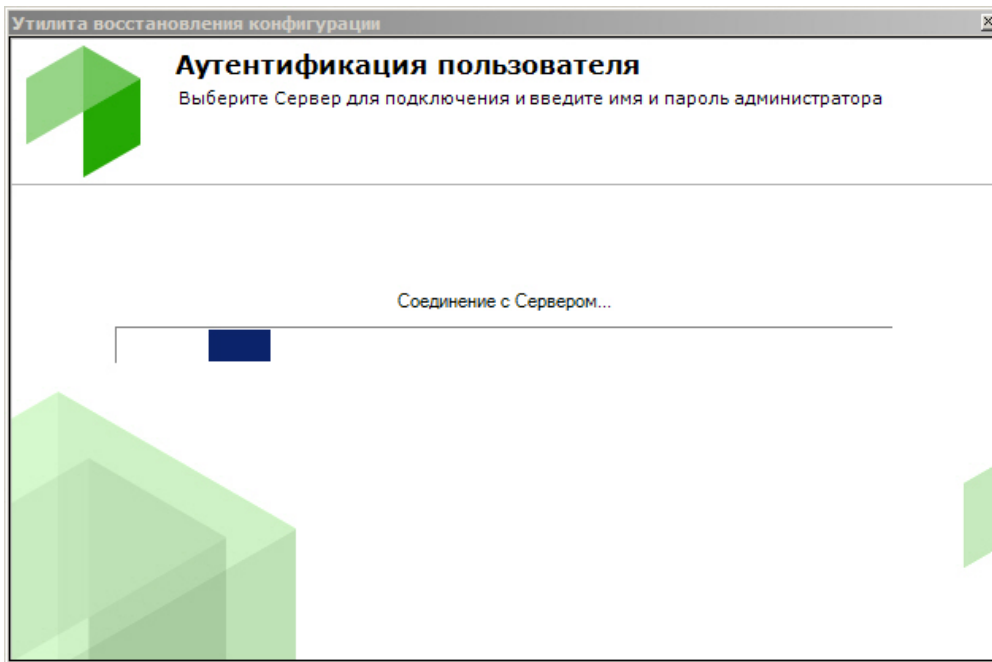 Утилита восстановления конфигурации
Аутентификация пользователя
Выберите Сервер для подключения и введите имя и пароль администратора
Соединение с Сервером...